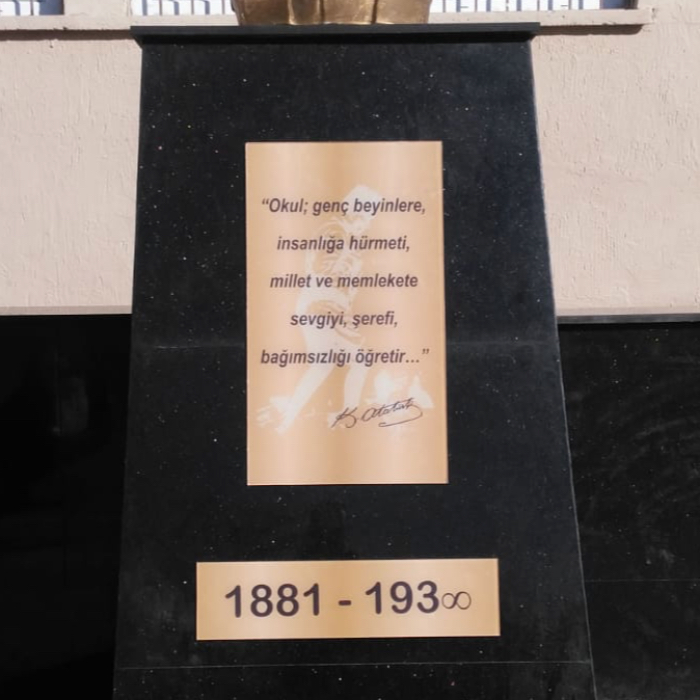 “Okul; genç beyinlere,
insanlığa hürmeti,
millet ve memlekete
sevgiyi, şerefi,
bağımsızlığı öğretir...”
K. Atatürk
1881 - 193∞